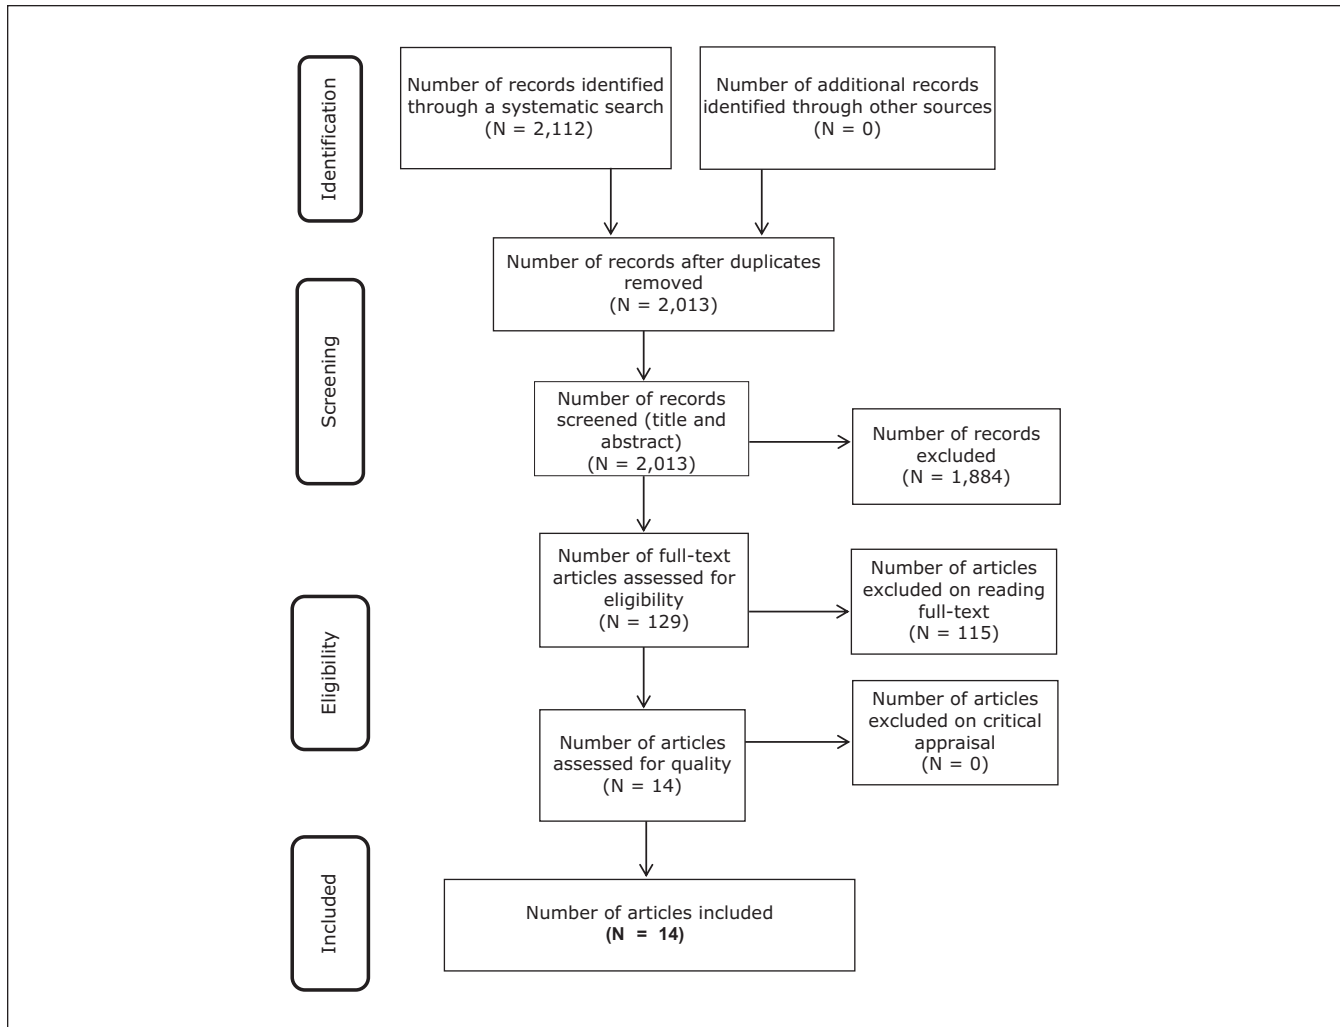 Identification
Number of records identified
through a systematic search
(N = 2,112)
Number of additional records
identified through other sources
(N = 0)
Screening
Number of records after duplicates
removed
(N = 2,013)
Number of records
screened (title and
abstract)
(N = 2,013)
Number of records
excluded
(N = 1,884)
Eligibility
Number of full-text
articles assessed for
eligibility
(N = 129)
Number of articles
excluded on reading
full-text
(N = 115)
Number of articles
assessed for quality
(N = 14)
Number of articles
excluded on critical
appraisal
(N = 0)
Included
Number of articles included
(N = 14)